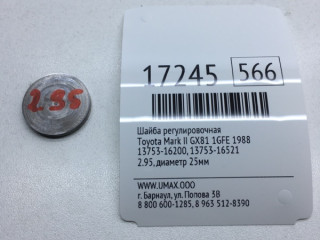 2.95
17245 566
Шайба регулировочная
Toyota Mark II GX81 1GFE 1988
13753-16200, 13753-16521
2.95, диаметр 25мм
WWW.UMAX.OOO
г. Барнаул, ул. Попова 3В
8 800 600-1285, 8 963 512-8390